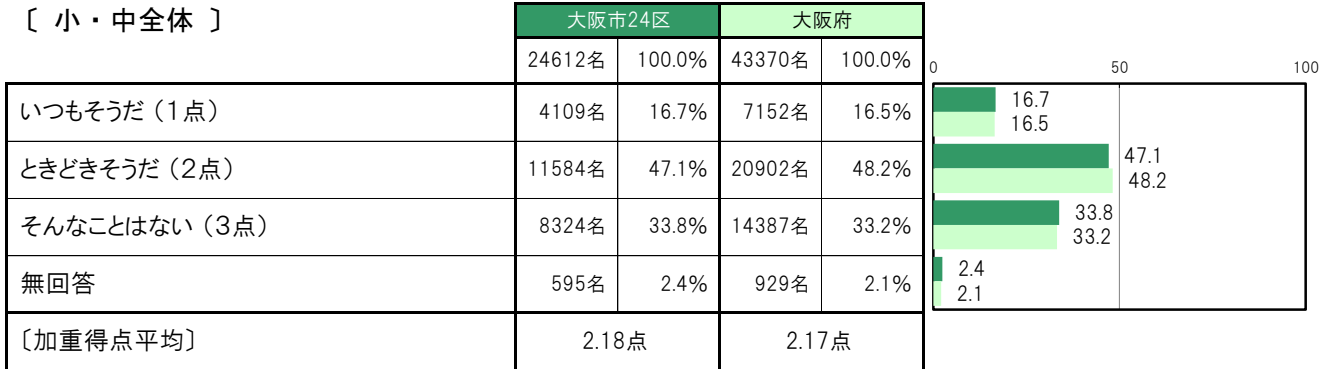 〔 小・中全体 〕
大阪市24区 大阪府
24612名 100.0% 43370名 100.0%
0 50 100
いつもそうだ（１点） 4109名 16.7% 7152名 16.5%
16.7
16.5
ときどきそうだ（２点） 11584名 47.1% 20902名 48.2%
47.1
48.2
そんなことはない（３点） 8324名 33.8% 14387名 33.2%
33.8
33.2
無回答 595名 2.4% 929名 2.1%
2.4
2.1
〔加重得点平均〕 2.18点 2.17点